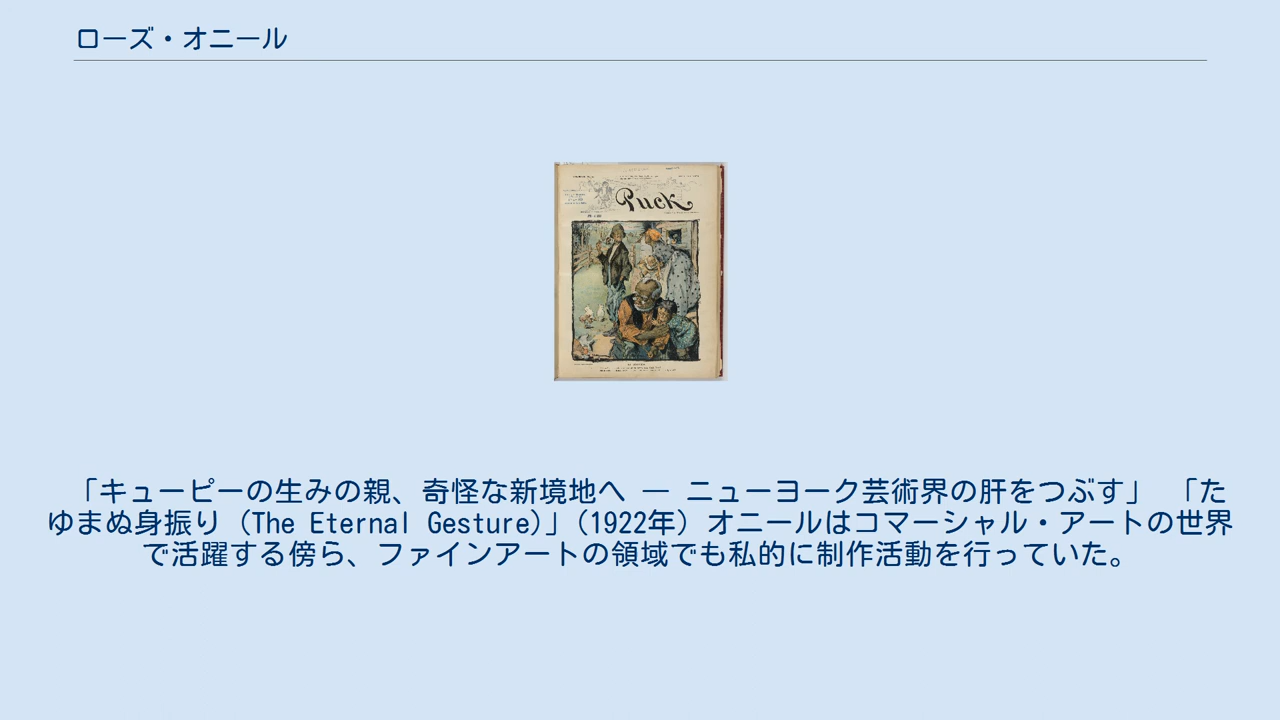 ローズ・オニール
Puck
「キューピーの生みの親、奇怪な新境地へ ― ニューヨーク芸術界の肝をつぶす」 「た
ゆまぬ身振り (The Eternal Gesture)」(1922年) オニールはコマーシャル・アートの世界
で活躍する傍ら、ファインアートの領域でも私的に制作活動を行っていた。